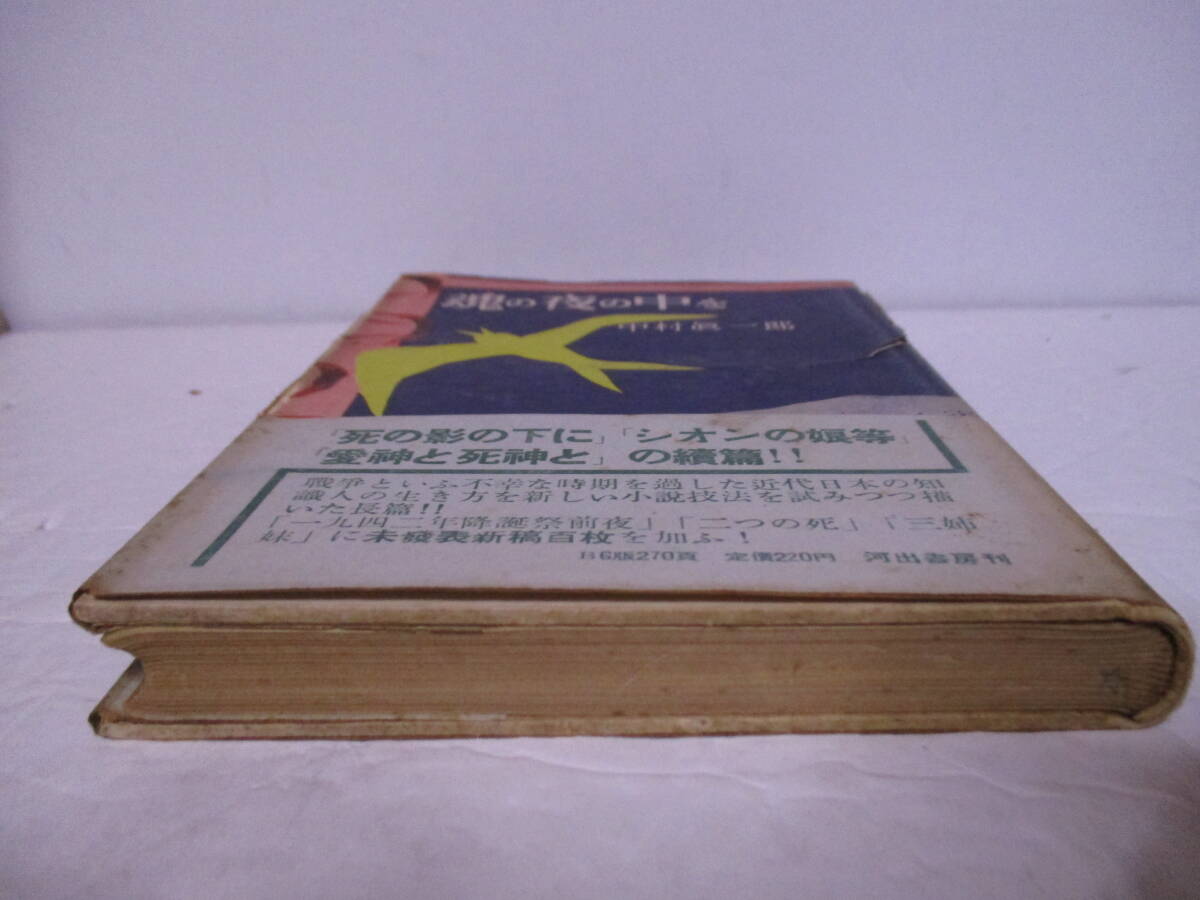 魂の夜の中を
中村眞一郎
「死の影の下に」「シオンの娘等」
「愛神と死神と」の續篇!!
戰爭といふ不幸な時期を過した近代日本の知
識人の生き方を新しい小說技法を試みつつ描
いた長篇!!
「一九四二年降誕祭前夜」「二つの死」「三姉
妹」に未發表新稿百枚を加ふ!
B6版270頁 定價220円 河出書房刊